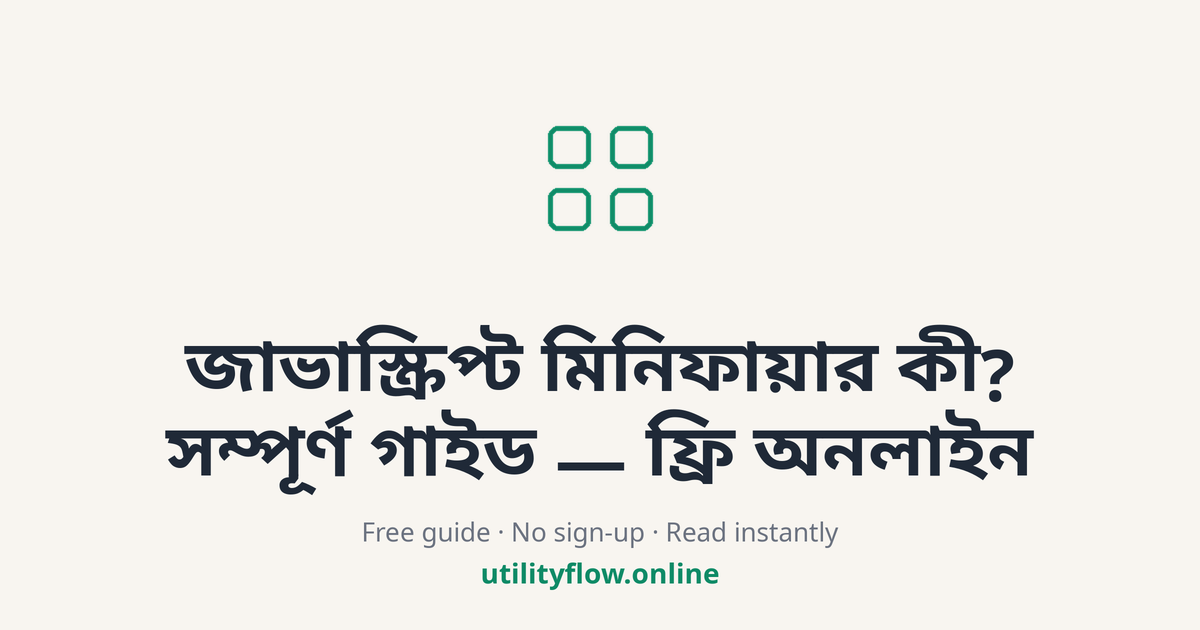 জাভাস্ক্রিপ্ট মিনিফায়ার কী?
সম্পূর্ণ গাইড — ফ্রি অনলাইন
Free guide · No sign-up · Read instantly
utilityflow.online